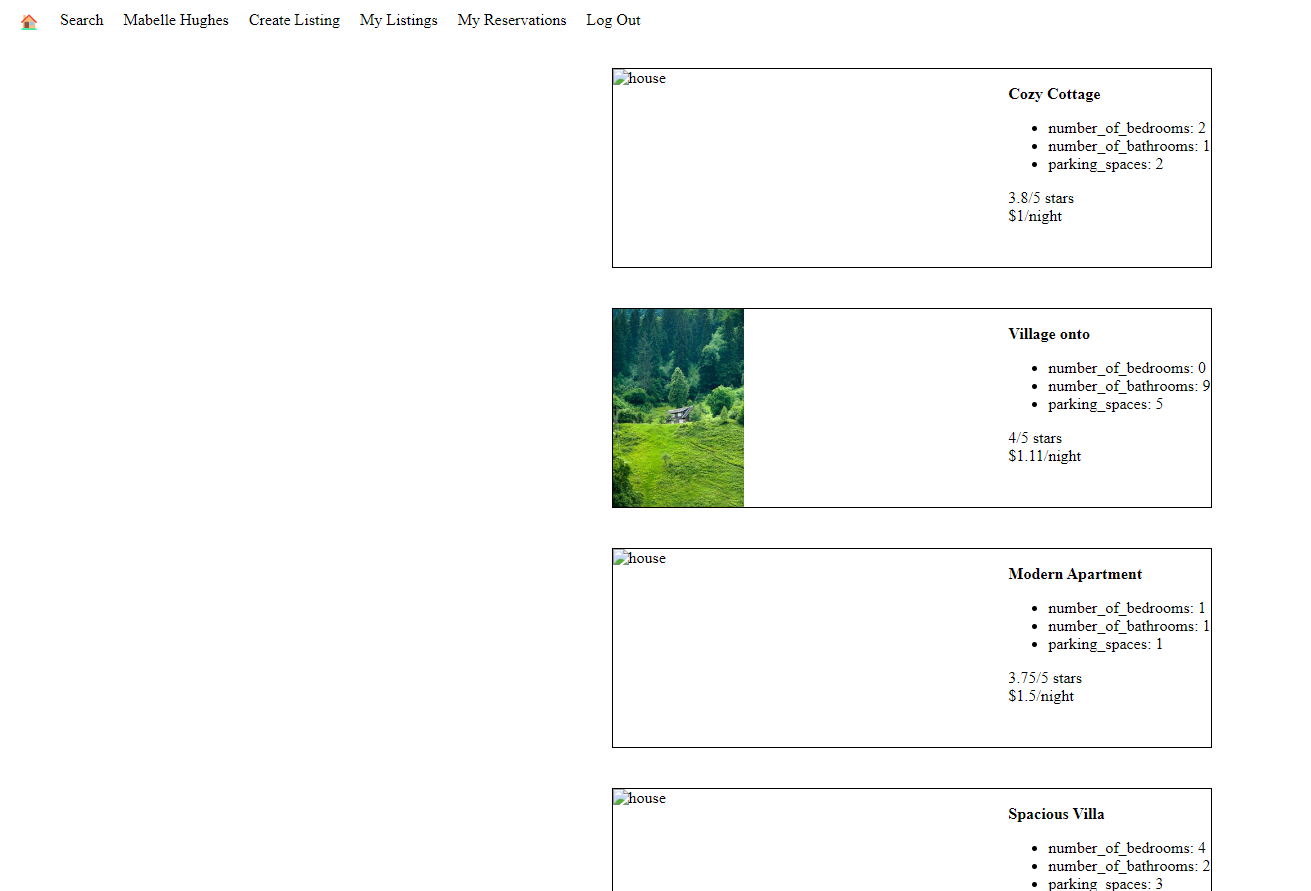 Search Mabelle Hughes Create Listing My Listings My Reservations Log Out
house
Cozy Cottage
number_of_bedrooms: 2
number_of_bathrooms: 1
parking_spaces: 2
3.8/5 stars
$1/night
Village onto
number_of_bedrooms: 0
number_of_bathrooms: 9
parking_spaces: 5
4/5 stars
$1.11/night
house
Modern Apartment
number_of_bedrooms: 1
number_of_bathrooms: 1
parking_spaces: 1
3.75/5 stars
$1.5/night
house
Spacious Villa
number_of_bedrooms: 4
number_of_bathrooms: 2
parking_spaces: 3